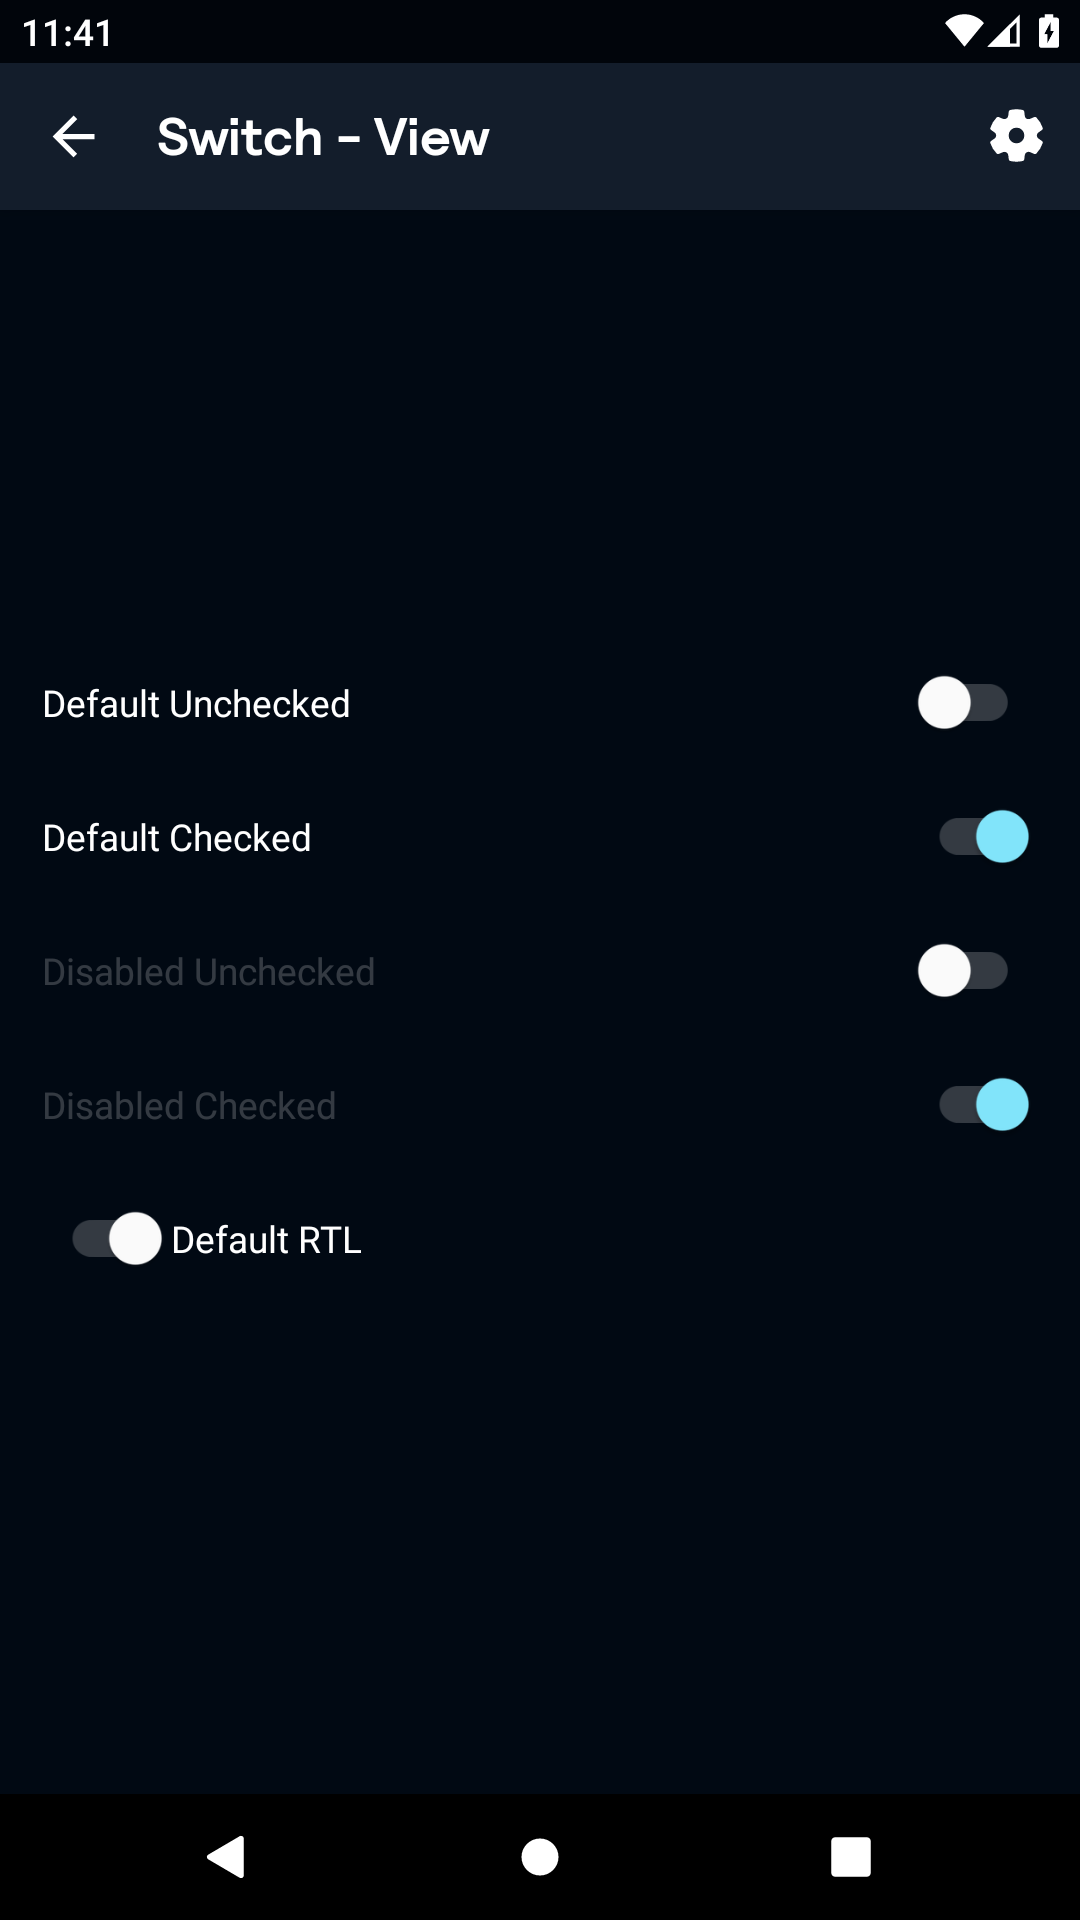 11:41
Switch - View
Default Unchecked
Default Checked
Disabled Unchecked
Disabled Checked
Default RTL